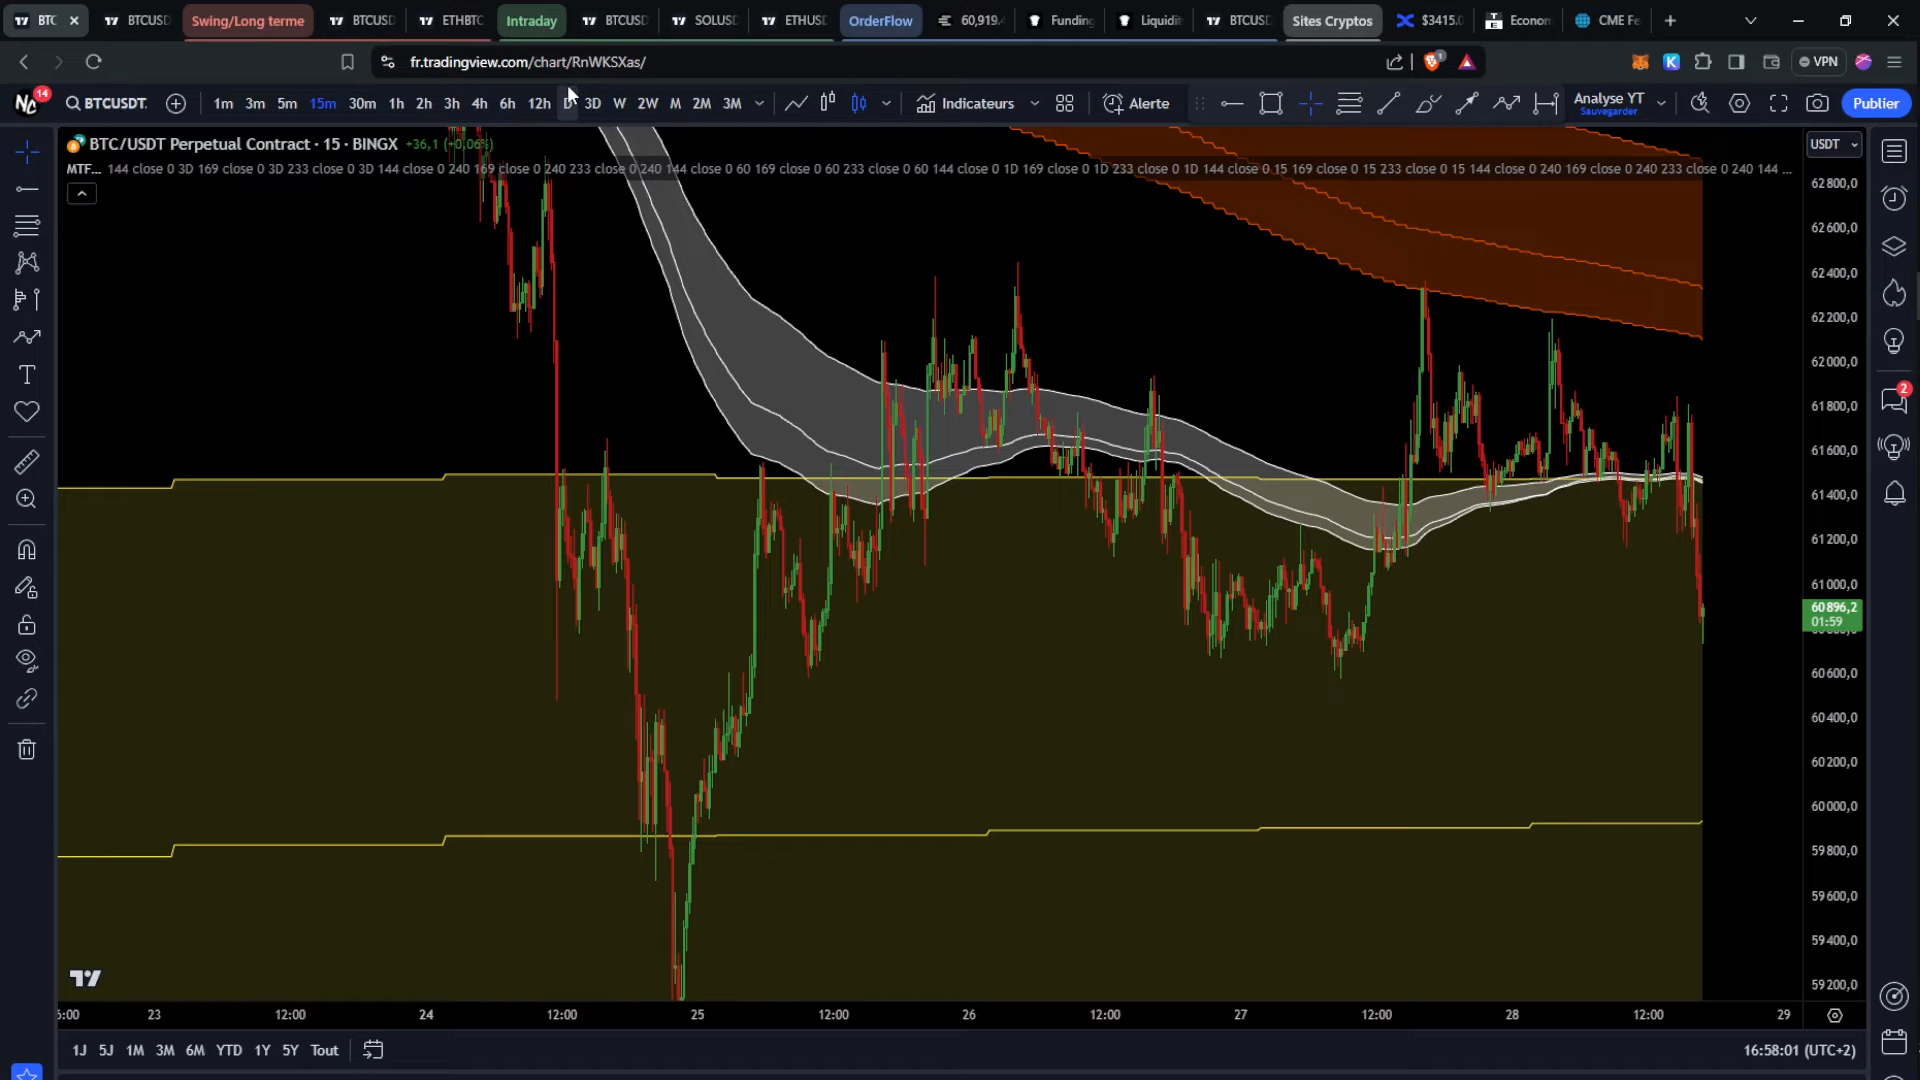 BTC
BTCUSD
Swing/Long terme
BTCUSD
ETHBTC
Intraday
BTCUSD
SOLUSD
ETHUSD
OrderFlow
60,919.
Funding
Liquidit
BTCUSD
Sites Cryptos
$3415.0
Econom
CME Fe
fr.tradingview.com/chart/RnWKSXas/
1
VPN
14
BTCUSDT.
1m 3m 5m 15m 30m 1h 2h 3h 4h 6h 12h D 3D W 2W M 2M 3M
Indicateurs
Alerte
Analyse YT
Sauvegarder
Publier
BTC/USDT Perpetual Contract · 15 · BINGX +36,1 (+0,06%)
USDT
MTF... 144 close 0 3D 169 close 0 3D 233 close 0 3D 144 close 0 240 169 close 0 240 233 close 0 240 144 close 0 60 169 close 0 60 233 close 0 60 144 close 0 1D 169 close 0 1D 233 close 0 1D 144 close 0 15 169 close 0 15 233 close 0 15 144 close 0 240 169 close 0 240 233 close 0 240 144 ...
62 800,0
62 600,0
62 400,0
62 200,0
62 000,0
61 800,0
61 600,0
61 400,0
61 200,0
61 000,0
60 896,2
01:59
60 600,0
60 400,0
60 200,0
60 000,0
59 800,0
59 600,0
59 400,0
59 200,0
2
23 12:00 24 12:00 25 12:00 26 12:00 27 12:00 28 12:00 29
1J 5J 1M 3M 6M YTD 1Y 5Y Tout
16:58:01 (UTC+2)